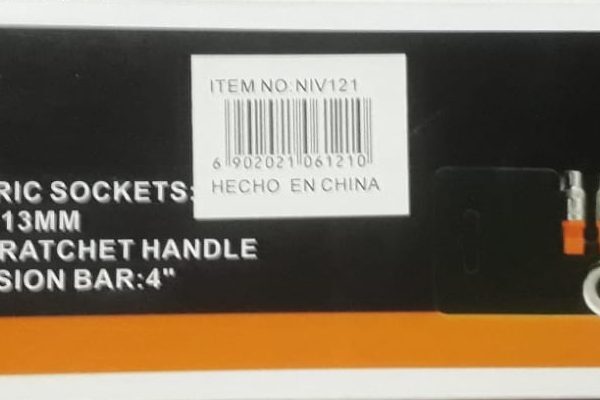 ITEM NO:NIV121
6 902021 061210
HECHO EN CHINA
RIC SOCKETS:
13MM
RATCHET HANDLE
SION BAR:4"